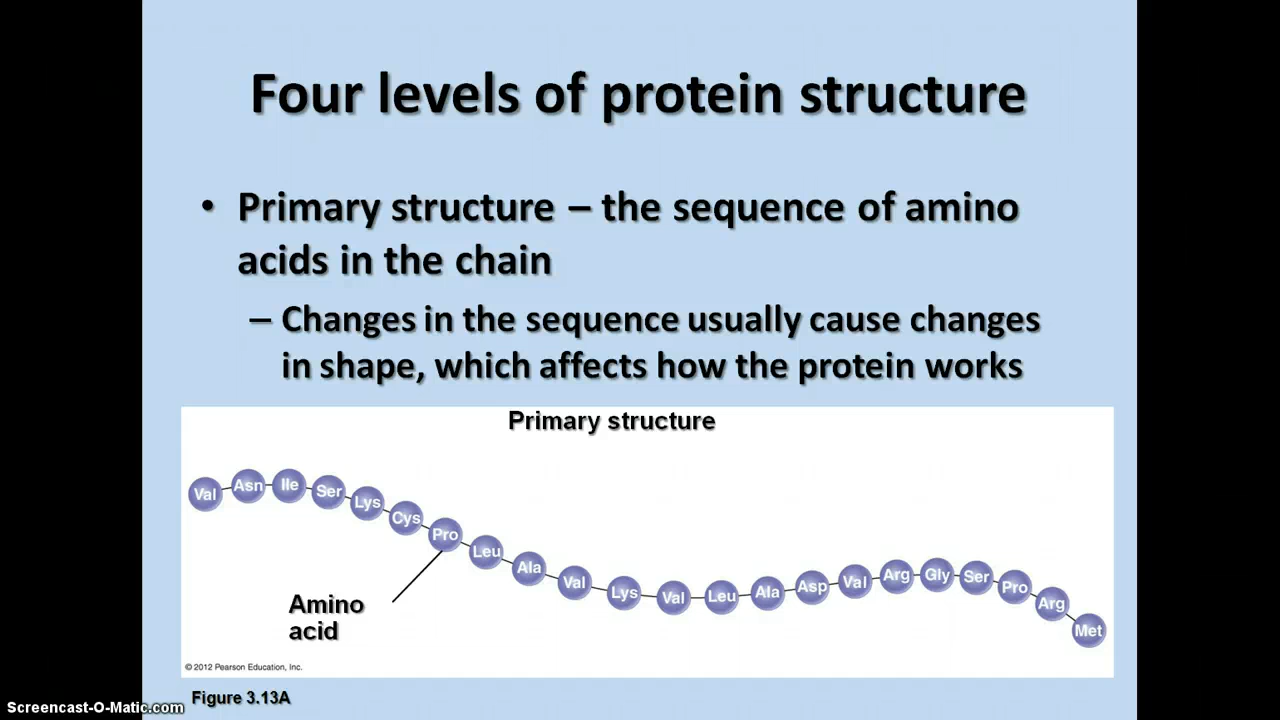 Four levels of protein structure
• Primary structure – the sequence of amino
acids in the chain
– Changes in the sequence usually cause changes
in shape, which affects how the protein works
Primary structure
Val Asn Ile Ser Lys Cys Pro Leu Ala Val Lys Val Leu Ala Asp Val Arg Gly Ser Pro Arg Met
Amino
acid
© 2012 Pearson Education, Inc.
Figure 3.13A
Screencast-O-Matic.com